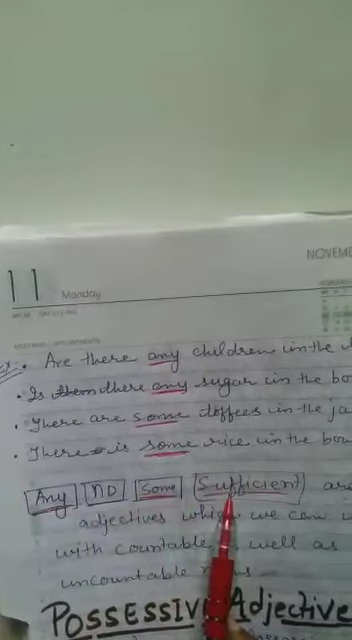 NOVEM
11 Monday
Ex. • Are there any children in the
• Is there any sugar in the bo
• There are some toffees in the ja
• There is some rice in the bow
Any no some Sufficient are
adjectives which we can u
with countable as well as
uncountable
POSSESSIVE Adjective